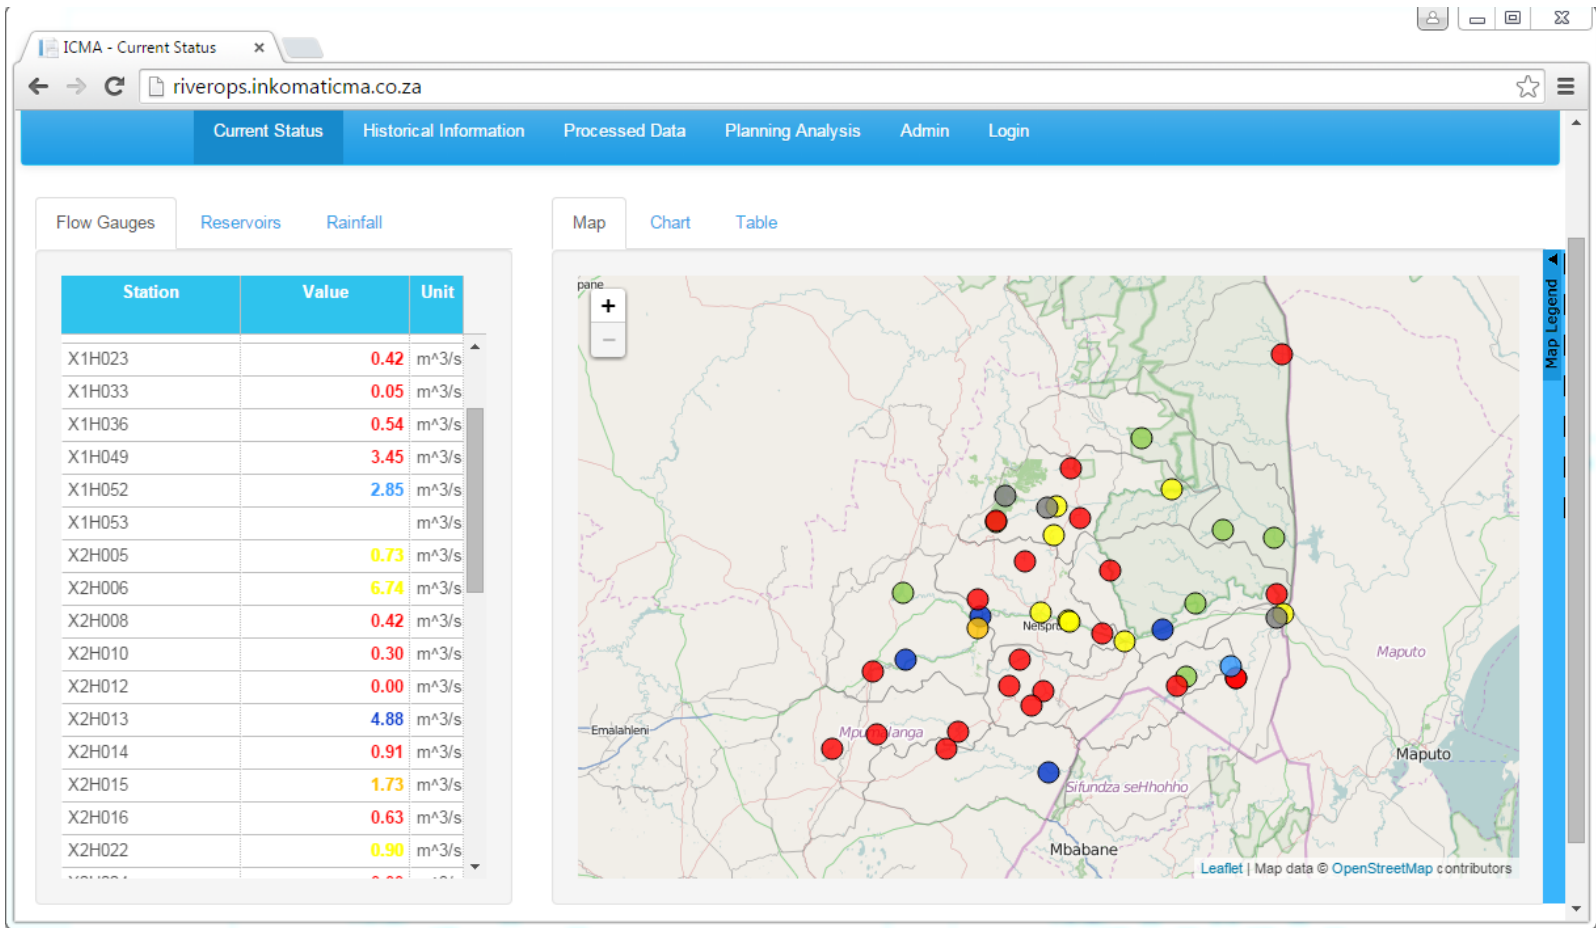 ICMA - Current Status
riverops.inkomaticma.co.za
Current Status Historical Information Processed Data Planning Analysis Admin Login
Flow Gauges Reservoirs Rainfall
Station Value Unit
X1H023 0.42 m^3/s
X1H033 0.05 m^3/s
X1H036 0.54 m^3/s
X1H049 3.45 m^3/s
X1H052 2.85 m^3/s
X1H053 m^3/s
X2H005 0.73 m^3/s
X2H006 6.74 m^3/s
X2H008 0.42 m^3/s
X2H010 0.30 m^3/s
X2H012 0.00 m^3/s
X2H013 4.88 m^3/s
X2H014 0.91 m^3/s
X2H015 1.73 m^3/s
X2H016 0.63 m^3/s
X2H022 0.90 m^3/s
Map Chart Table
pane
+
−
Map Legend
Maputo
Emalahleni
Mpumalanga
Maputo
Sifundza seHhohho
Mbabane
Leaflet | Map data © OpenStreetMap contributors